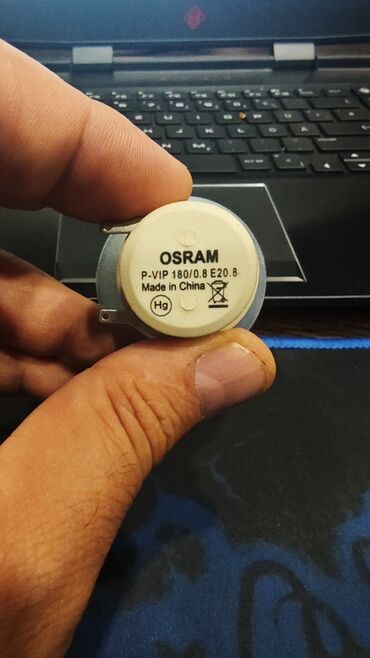 OSRAM
P-VIP 180/0.8 E20.8
Made in China
Hg